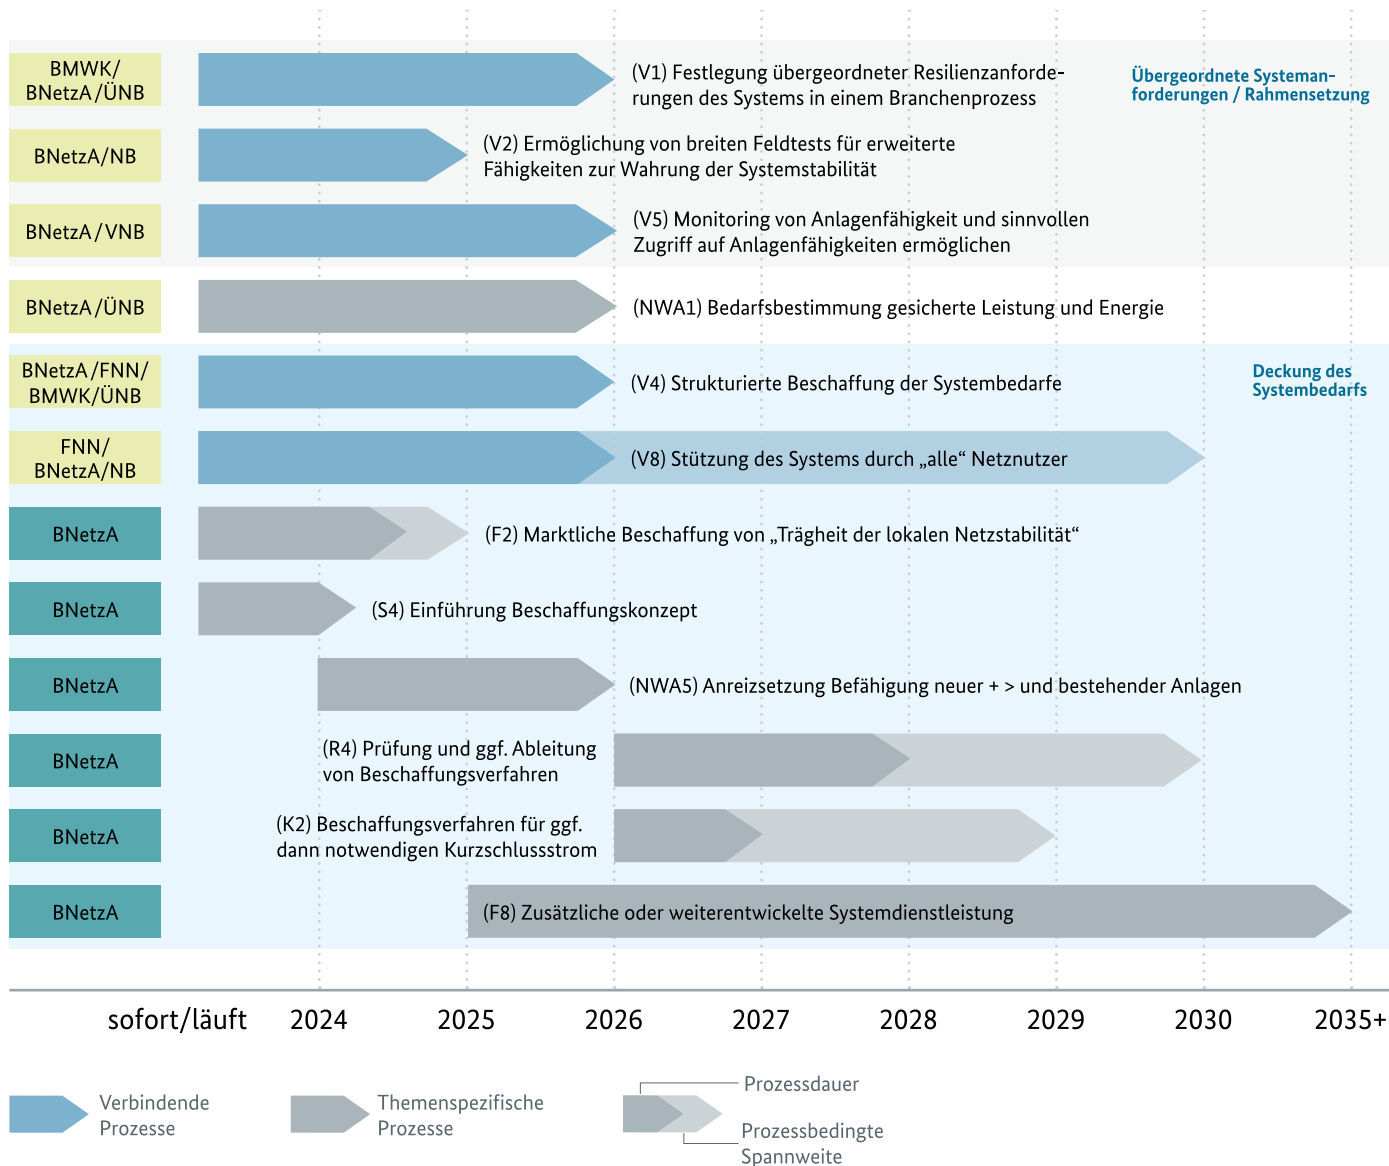 BMWK/
BNetzA/ÜNB
(V1) Festlegung übergeordneter Resilienzanforde-
rungen des Systems in einem Branchenprozess
Übergeordnete Systeman-
forderungen / Rahmensetzung
BNetzA/NB
(V2) Ermöglichung von breiten Feldtests für erweiterte
Fähigkeiten zur Wahrung der Systemstabilität
BNetzA/VNB
(V5) Monitoring von Anlagenfähigkeit und sinnvollen
Zugriff auf Anlagenfähigkeiten ermöglichen
BNetzA/ÜNB
(NWA1) Bedarfsbestimmung gesicherte Leistung und Energie
BNetzA/FNN/
BMWK/ÜNB
(V4) Strukturierte Beschaffung der Systembedarfe
Deckung des
Systembedarfs
FNN/
BNetzA/NB
(V8) Stützung des Systems durch „alle“ Netznutzer
BNetzA
(F2) Marktliche Beschaffung von „Trägheit der lokalen Netzstabilität“
BNetzA
(S4) Einführung Beschaffungskonzept
BNetzA
(NWA5) Anreizsetzung Befähigung neuer + > und bestehender Anlagen
BNetzA
(R4) Prüfung und ggf. Ableitung
von Beschaffungsverfahren
BNetzA
(K2) Beschaffungsverfahren für ggf.
dann notwendigen Kurzschlussstrom
BNetzA
(F8) Zusätzliche oder weiterentwickelte Systemdienstleistung
sofort/läuft 2024 2025 2026 2027 2028 2029 2030 2035+
Verbindende
Prozesse
Themenspezifische
Prozesse
Prozessdauer
Prozessbedingte
Spannweite